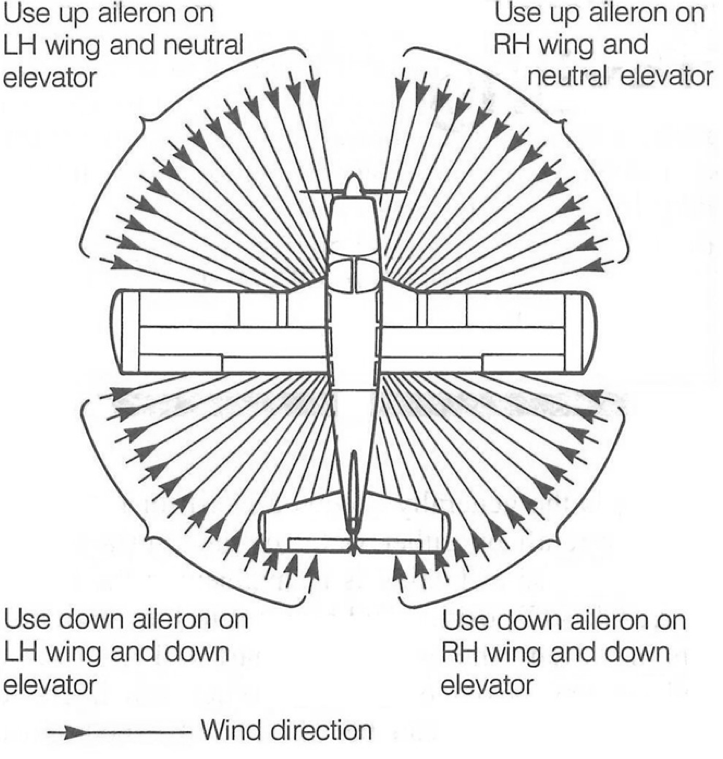 Use up aileron on
LH wing and neutral
elevator
Use up aileron on
RH wing and
neutral elevator
Use down aileron on
LH wing and down
elevator
Use down aileron on
RH wing and down
elevator
Wind direction